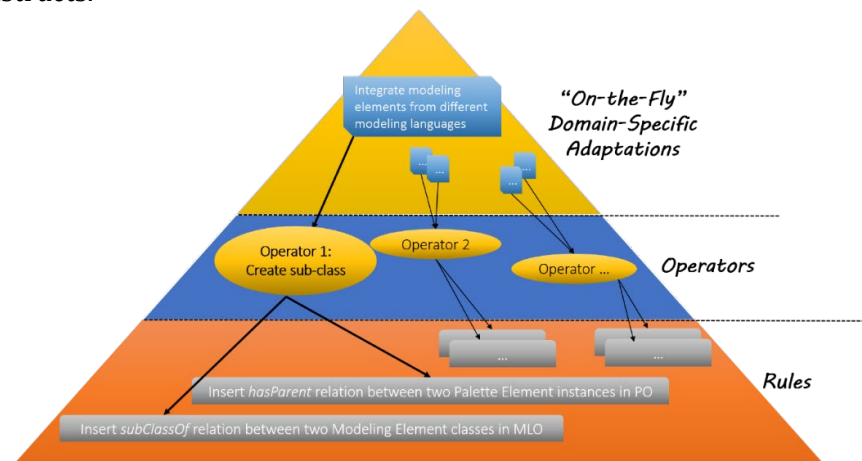 Integrate modeling
elements from different
modeling languages
“On-the-Fly”
Domain-Specific
Adaptations
...
...
...
...
Operator 1:
Create sub-class
Operator 2
Operator ...
Operators
...
...
Rules
Insert hasParent relation between two Palette Element instances in PO
Insert subClassOf relation between two Modeling Element classes in MLO